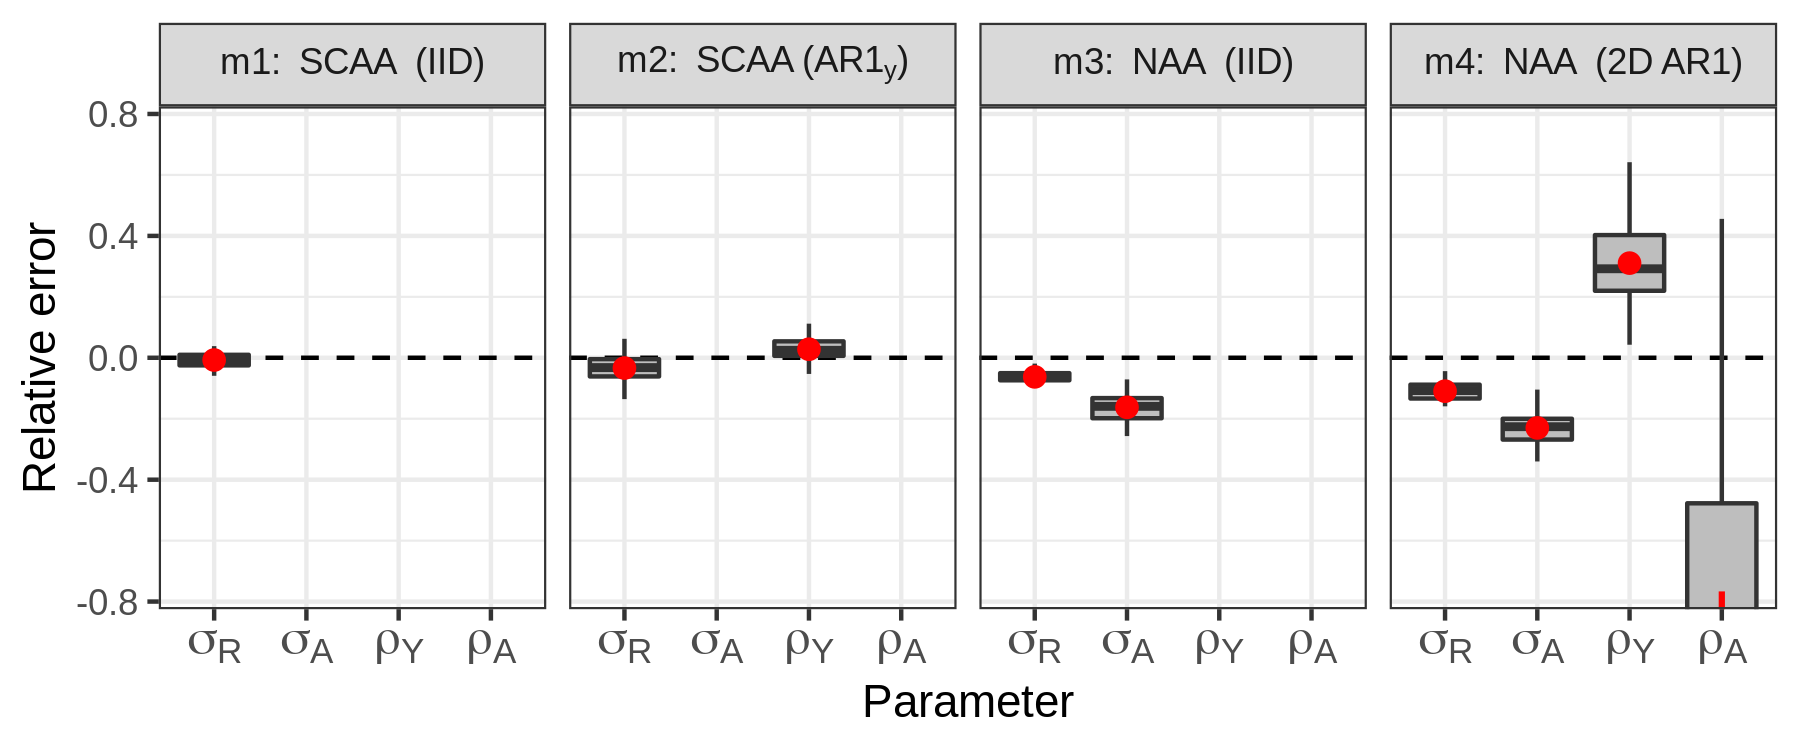 m1: SCAA (IID)
m2: SCAA (AR1y)
m3: NAA (IID)
m4: NAA (2D AR1)
Relative error
0.8
0.4
0.0
-0.4
-0.8
σR σA ρY ρA
σR σA ρY ρA
σR σA ρY ρA
σR σA ρY ρA
Parameter